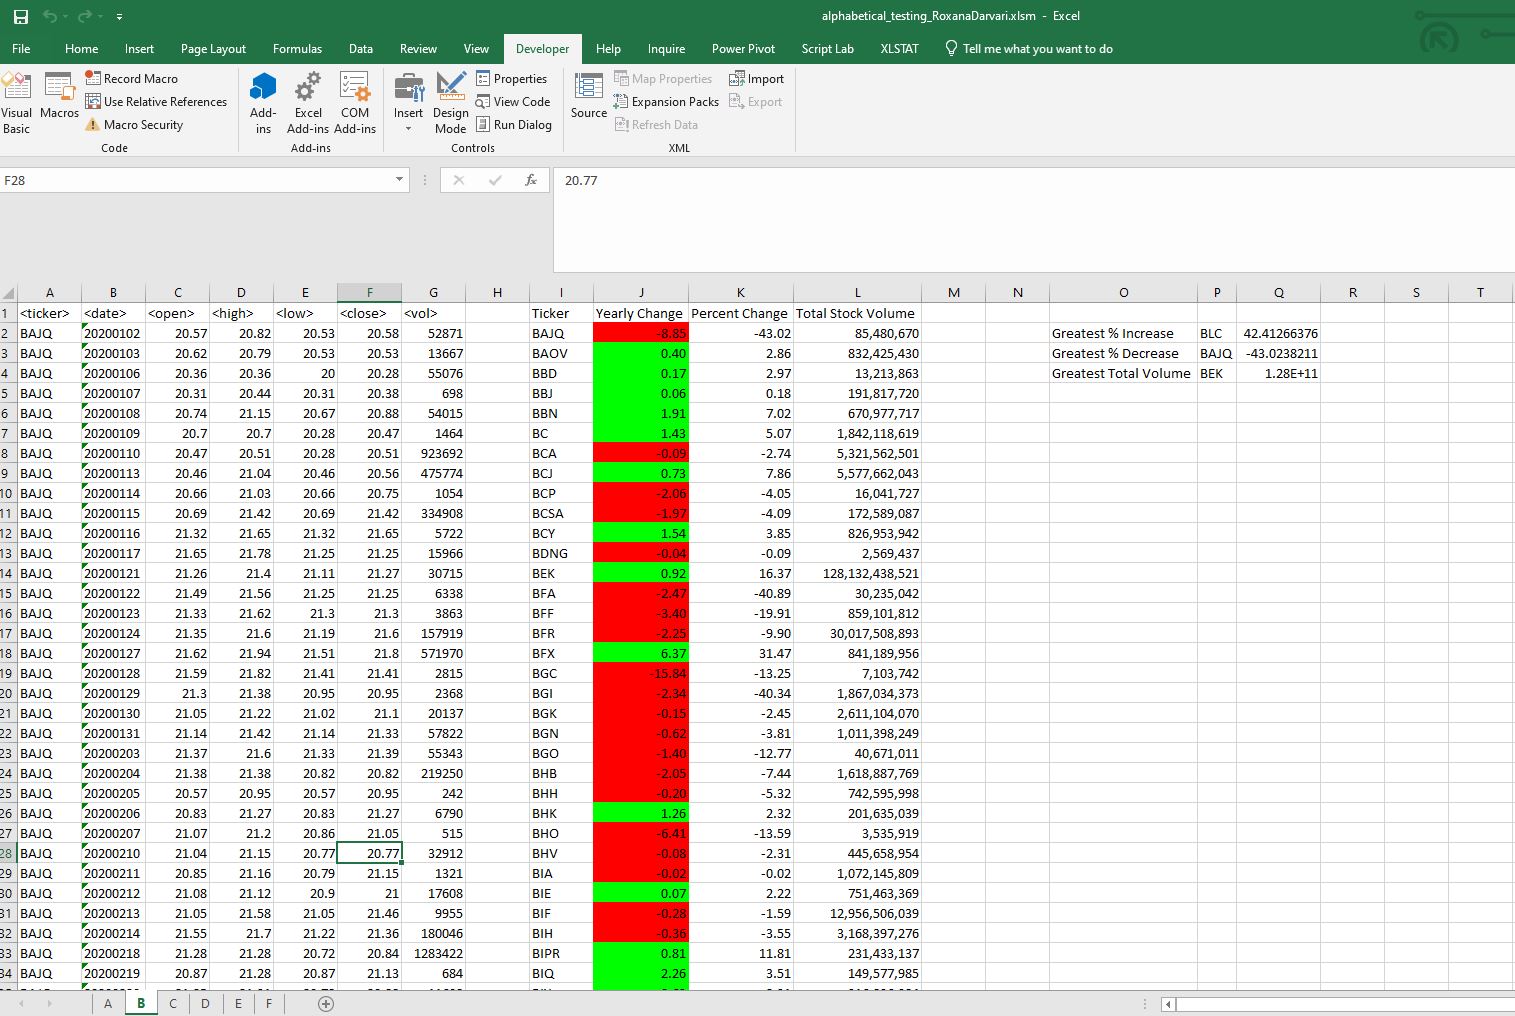 alphabetical_testing_RoxanaDarvari.xlsm - Excel
File Home Insert Page Layout Formulas Data Review View Developer Help Inquire Power Pivot Script Lab XLSTAT Tell me what you want to do
Visual Basic Macros Record Macro Use Relative References Macro Security Code
Add-ins Excel Add-ins COM Add-ins Add-ins
Insert Design Mode Properties View Code Run Dialog Controls
Source Map Properties Expansion Packs Refresh Data Import Export XML
F28 fx 20.77
A B C D E F G H I J K L M N O P Q R S T
1 <ticker> <date> <open> <high> <low> <close> <vol> Ticker Yearly Change Percent Change Total Stock Volume
2 BAJQ 20200102 20.57 20.82 20.53 20.58 52871 BAJQ -8.85 -43.02 85,480,670 Greatest % Increase BLC 42.41266376
3 BAJQ 20200103 20.62 20.79 20.53 20.53 13667 BAOV 0.40 2.86 832,425,430 Greatest % Decrease BAJQ -43.0238211
4 BAJQ 20200106 20.36 20.36 20 20.28 55076 BBD 0.17 2.97 13,213,863 Greatest Total Volume BEK 1.28E+11
5 BAJQ 20200107 20.31 20.44 20.31 20.38 698 BBJ 0.06 0.18 191,817,720
6 BAJQ 20200108 20.74 21.15 20.67 20.88 54015 BBN 1.91 7.02 670,977,717
7 BAJQ 20200109 20.7 20.7 20.28 20.47 1464 BC 1.43 5.07 1,842,118,619
8 BAJQ 20200110 20.47 20.51 20.28 20.51 923692 BCA -0.09 -2.74 5,321,562,501
9 BAJQ 20200113 20.46 21.04 20.46 20.56 475774 BCJ 0.73 7.86 5,577,662,043
10 BAJQ 20200114 20.66 21.03 20.66 20.75 1054 BCP -2.06 -4.05 16,041,727
11 BAJQ 20200115 20.69 21.42 20.69 21.42 334908 BCSA -1.97 -4.09 172,589,087
12 BAJQ 20200116 21.32 21.65 21.32 21.65 5722 BCY 1.54 3.85 826,953,942
13 BAJQ 20200117 21.65 21.78 21.25 21.25 15966 BDNG -0.04 -0.09 2,569,437
14 BAJQ 20200121 21.26 21.4 21.11 21.27 30715 BEK 0.92 16.37 128,132,438,521
15 BAJQ 20200122 21.49 21.56 21.25 21.25 6338 BFA -2.47 -40.89 30,235,042
16 BAJQ 20200123 21.33 21.62 21.3 21.3 3863 BFF -3.40 -19.91 859,101,812
17 BAJQ 20200124 21.35 21.6 21.19 21.6 157919 BFR -2.25 -9.90 30,017,508,893
18 BAJQ 20200127 21.62 21.94 21.51 21.8 571970 BFX 6.37 31.47 841,189,956
19 BAJQ 20200128 21.59 21.82 21.41 21.41 2815 BGC -15.84 -13.25 7,103,742
20 BAJQ 20200129 21.3 21.38 20.95 20.95 2368 BGI -2.34 -40.34 1,867,034,373
21 BAJQ 20200130 21.05 21.22 21.02 21.1 20137 BGK -0.15 -2.45 2,611,104,070
22 BAJQ 20200131 21.14 21.42 21.14 21.33 57822 BGN -0.62 -3.81 1,011,398,249
23 BAJQ 20200203 21.37 21.6 21.33 21.39 55343 BGO -1.40 -12.77 40,671,011
24 BAJQ 20200204 21.38 21.38 20.82 20.82 219250 BHB -2.05 -7.44 1,618,887,769
25 BAJQ 20200205 20.57 20.95 20.57 20.95 242 BHH -0.20 -5.32 742,595,998
26 BAJQ 20200206 20.83 21.27 20.83 21.27 6790 BHK 1.26 2.32 201,635,039
27 BAJQ 20200207 21.07 21.2 20.86 21.05 515 BHO -6.41 -13.59 3,535,919
28 BAJQ 20200210 21.04 21.15 20.77 20.77 32912 BHV -0.08 -2.31 445,658,954
29 BAJQ 20200211 20.85 21.16 20.79 21.15 1321 BIA -0.02 -0.02 1,072,145,809
30 BAJQ 20200212 21.08 21.12 20.9 21 17608 BIE 0.07 2.22 751,463,369
31 BAJQ 20200213 21.05 21.58 21.05 21.46 9955 BIF -0.28 -1.59 12,956,506,039
32 BAJQ 20200214 21.55 21.7 21.22 21.36 180046 BIH -0.36 -3.55 3,168,397,276
33 BAJQ 20200218 21.28 21.28 20.72 20.84 1283422 BIPR 0.81 11.81 231,433,137
34 BAJQ 20200219 20.87 21.28 20.87 21.13 684 BIQ 2.26 3.51 149,577,985
A B C D E F